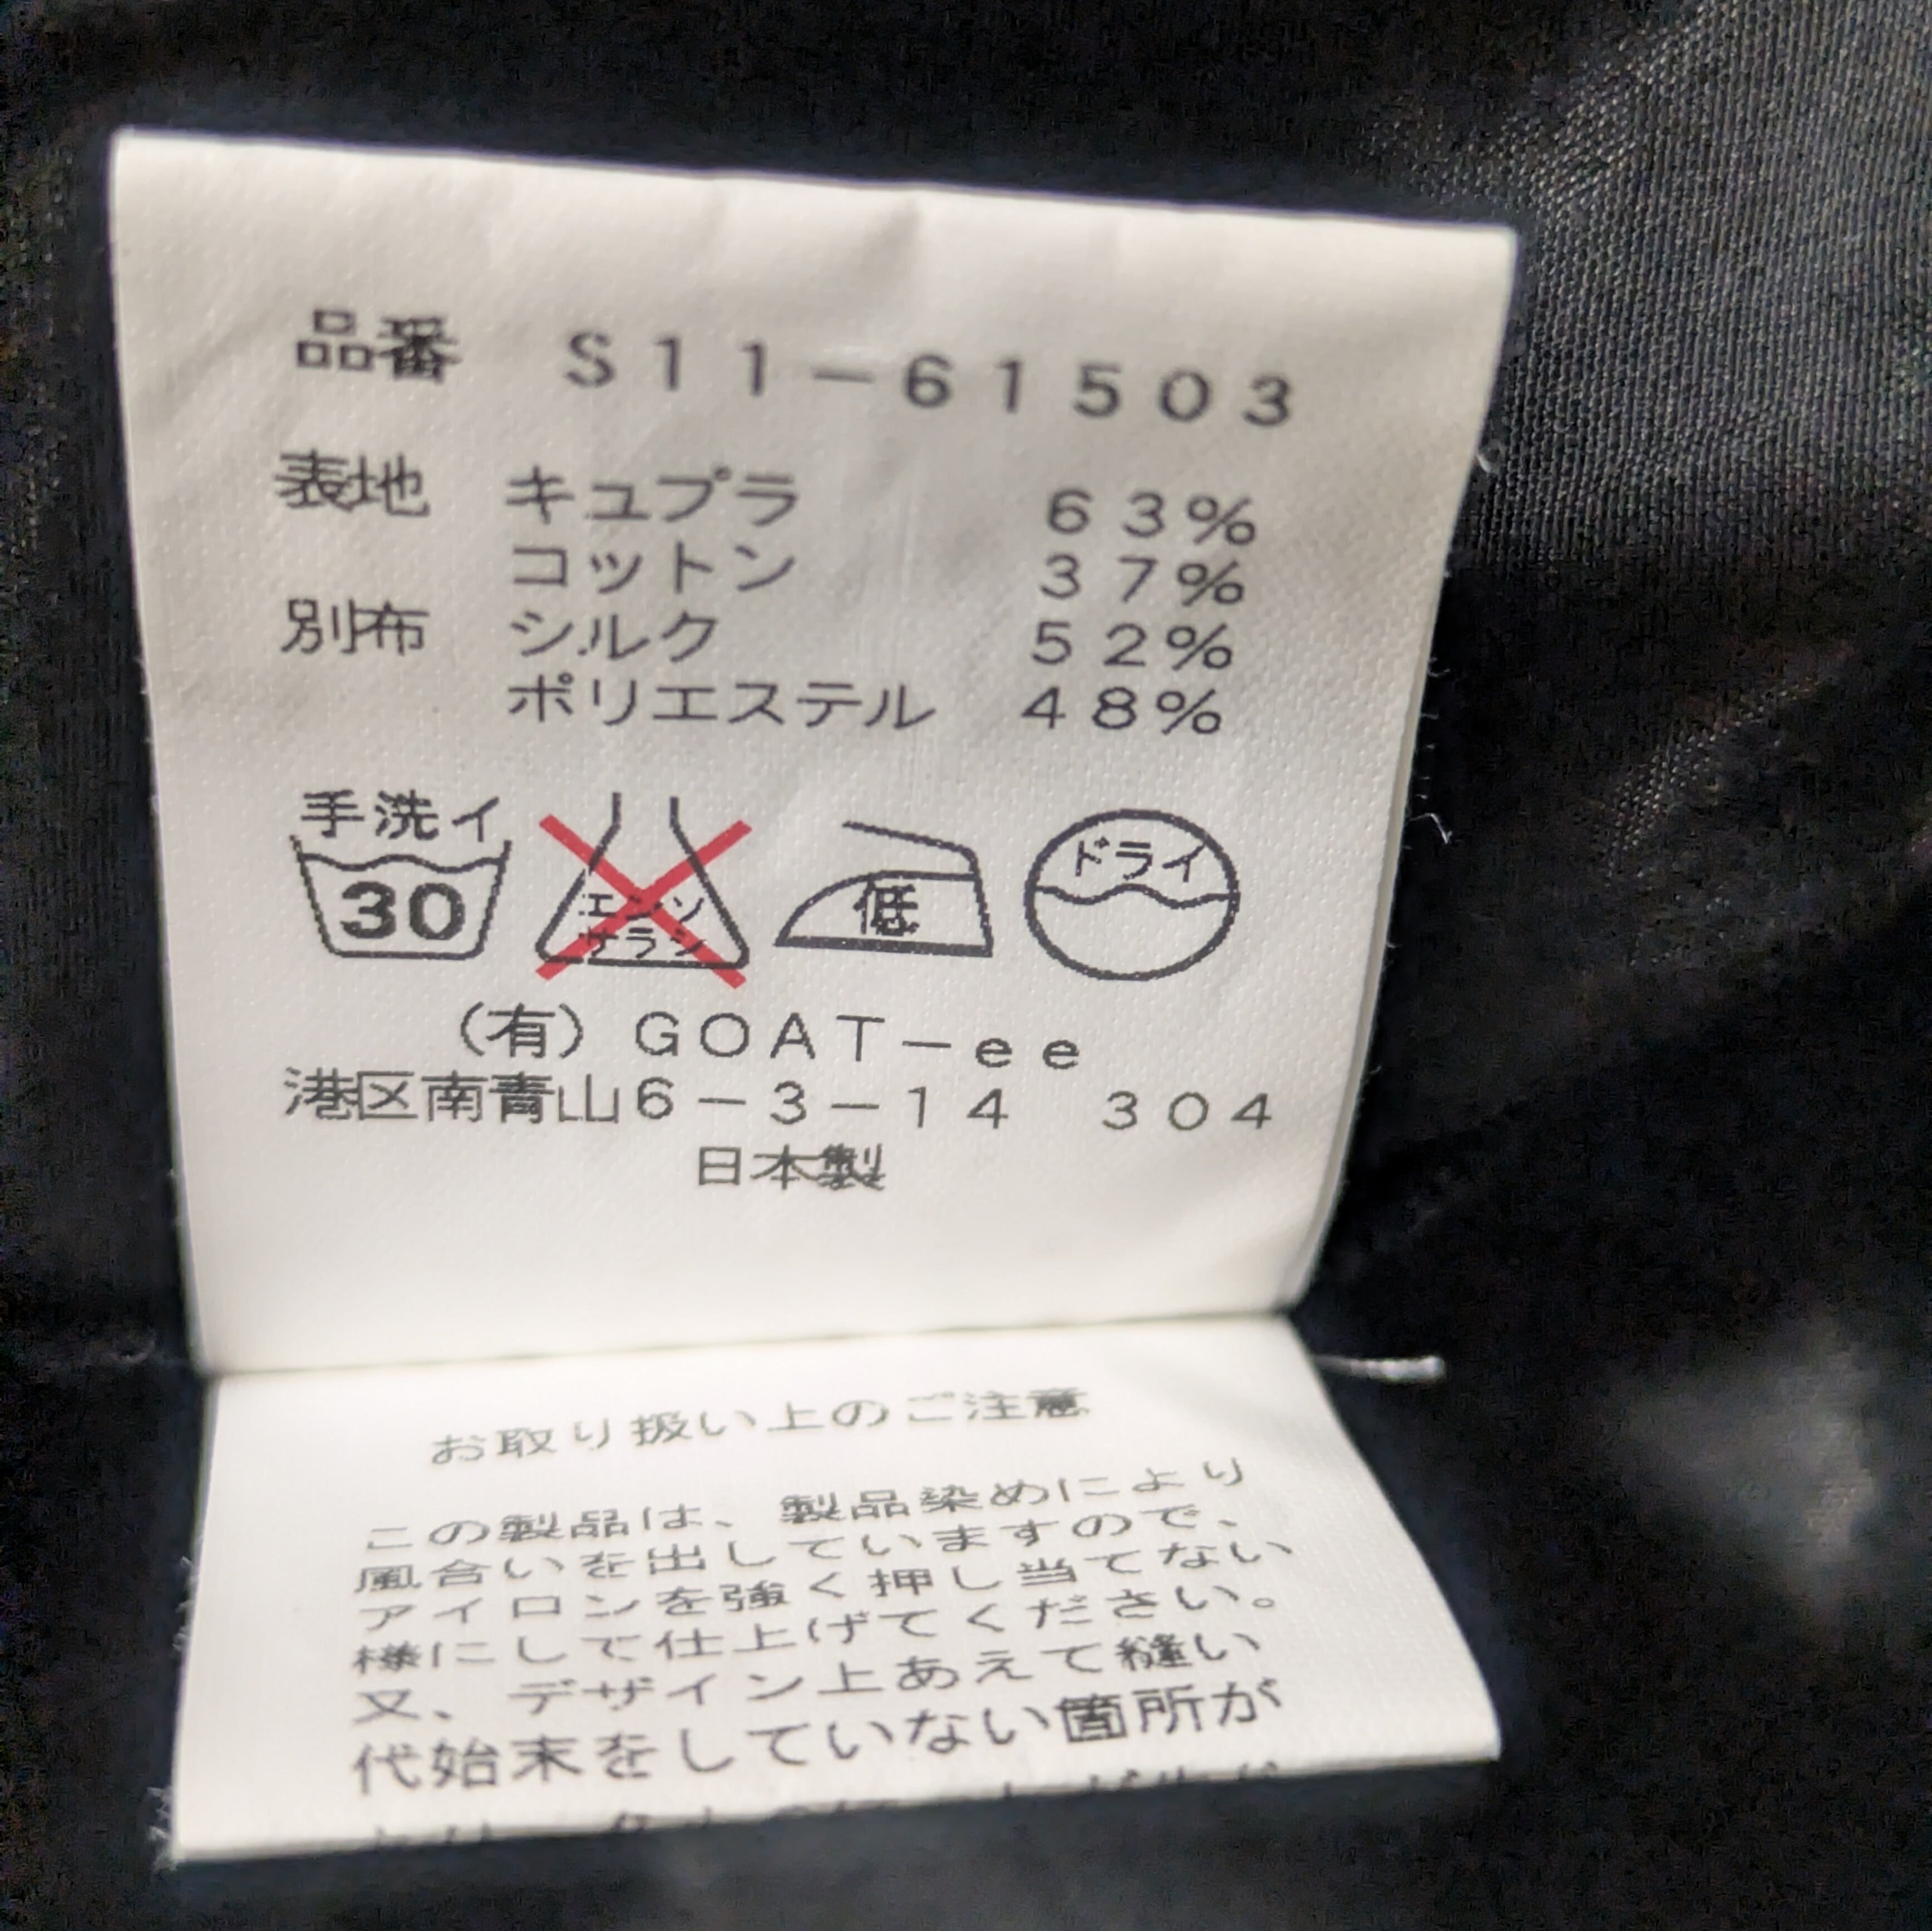 品番 S11-61503
表地 キュプラ 63%
コットン 37%
別布 シルク 52%
ポリエステル 48%
手洗イ
30
エンソ
サラシ
低
ドライ
(有)GOAT-ee
港区南青山6-3-14 304
日本製
お取り扱い上のご注意
この製品は、製品染めにより
風合いを出していますので、
アイロンを強く押し当てない
様にして仕上げてください。
又、デザイン上あえて縫い
代始末をしていない箇所が